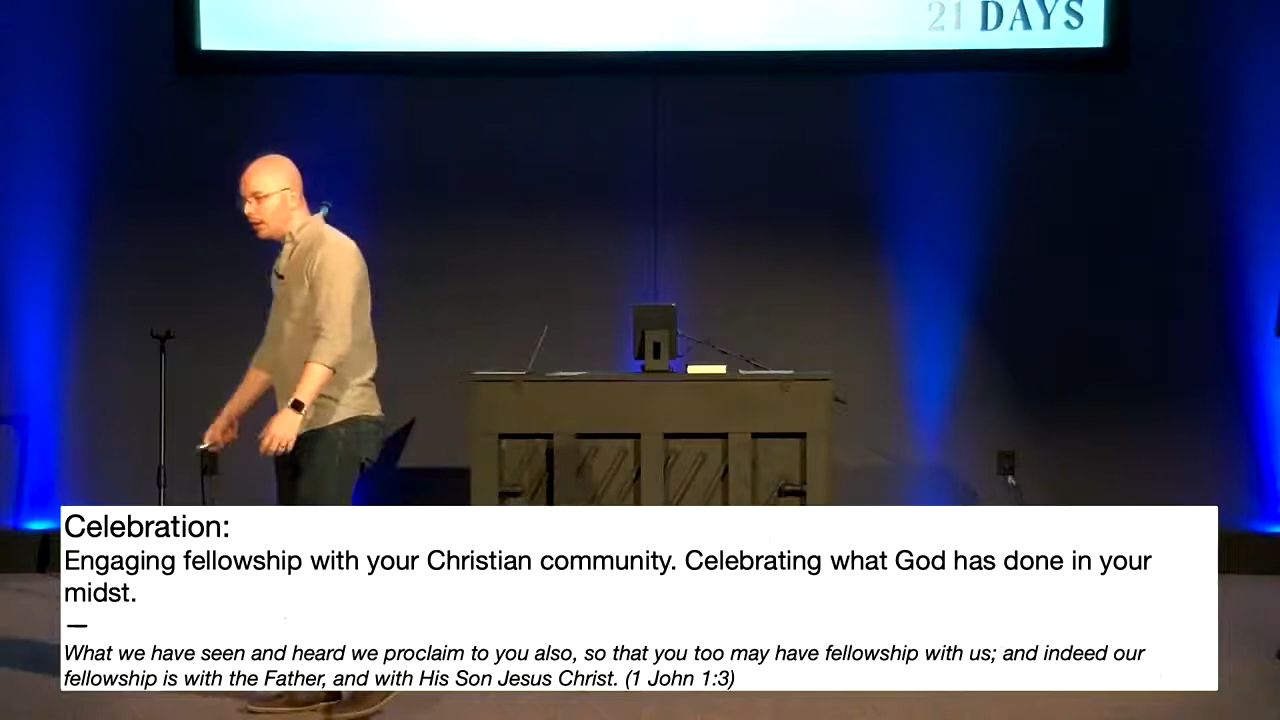 21 DAYS
Celebration:
Engaging fellowship with your Christian community. Celebrating what God has done in your
midst.
—
What we have seen and heard we proclaim to you also, so that you too may have fellowship with us; and indeed our
fellowship is with the Father, and with His Son Jesus Christ. (1 John 1:3)